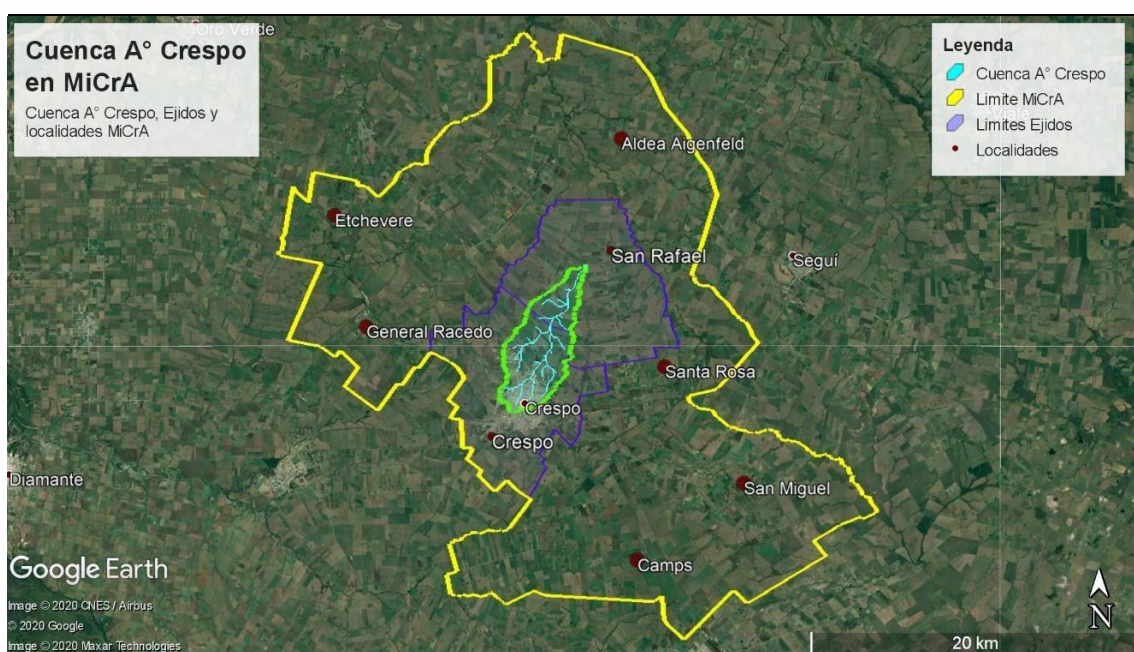 Oro Verde
Cuenca A° Crespo
en MiCrA
Cuenca A° Crespo, Ejidos y
localidades MiCrA
Leyenda
Cuenca A° Crespo
Limite MiCrA
Limites Ejidos
Localidades
Viale
Aldea Aigenfeld
Etchevere
San Rafael
Seguí
General Racedo
Santa Rosa
Crespo
Crespo
Diamante
San Miguel
Camps
Google Earth
Image © 2020 CNES / Airbus
© 2020 Google
Image © 2020 Maxar Technologies
N
20 km